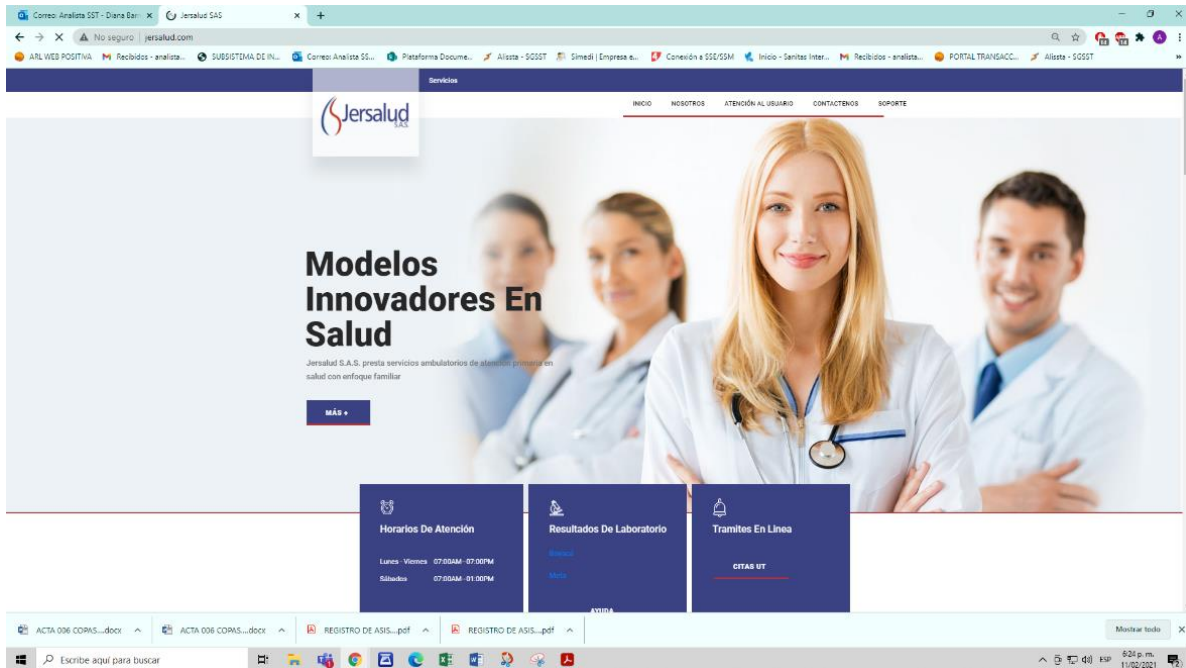 Correo: Analista SST - Diana Barr
Jersalud SAS
No seguro
jersalud.com
ARL WEB POSITIVA
Recibidos - analista...
SUBSISTEMA DE IN...
Correo: Analista SS...
Plataforma Docume...
Alissta - SGSST
Simedi | Empresa a...
Conexión a SSE/SSM
Inicio - Sanitas Inter...
Recibidos - analista...
PORTAL TRANSACC...
Alissta - SGSST
Servicios
Jersalud
S.A.S.
INICIO NOSOTROS ATENCIÓN AL USUARIO CONTACTENOS SOPORTE
Modelos
Innovadores En
Salud
Jersalud S.A.S. presta servicios ambulatorios de atención primaria en
salud con enfoque familiar
MÁS +
Horarios De Atención
Lunes - Viernes 07:00AM - 07:00PM
Sábados 07:00AM - 01:00PM
Resultados De Laboratorio
Meta
AYUDA
Tramites En Linea
CITAS UT
ACTA 006 COPAS....docx
ACTA 006 COPAS....docx
REGISTRO DE ASIS....pdf
REGISTRO DE ASIS....pdf
Mostrar todo
Escribe aquí para buscar
ESP
6:24 p. m.
11/02/2021